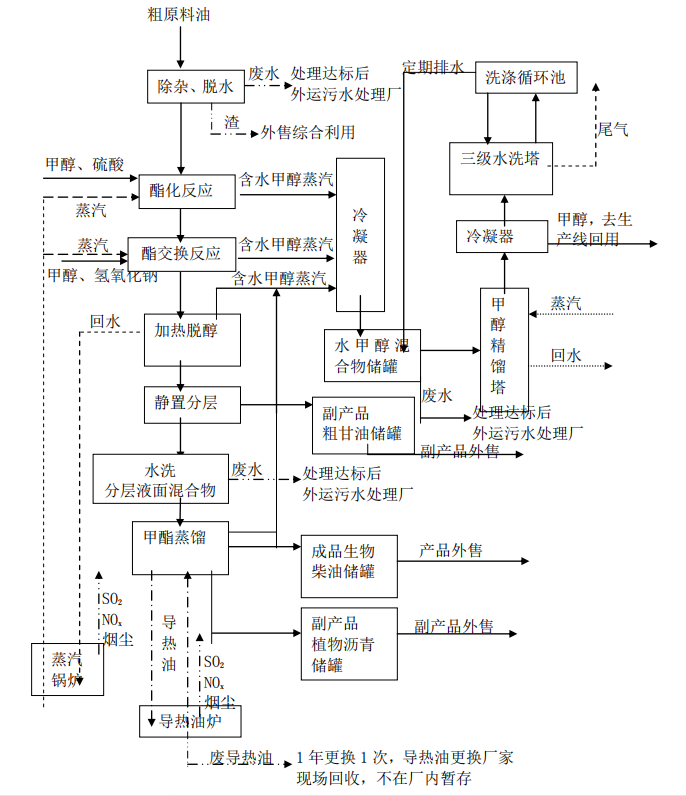 粗原料油
定期排水
洗涤循环池
除杂、脱水
废水
处理达标后
外运污水处理厂
渣
外售综合利用
尾气
三级水洗塔
甲醇、硫酸
酯化反应
含水甲醇蒸汽
蒸汽
冷凝器
冷凝器
甲醇，去生
产线回用
蒸汽
酯交换反应
含水甲醇蒸汽
甲醇、氢氧化钠
含水甲醇蒸汽
回水
加热脱醇
水甲醇混
合物储罐
甲醇精馏塔
蒸汽
回水
静置分层
副产品
粗甘油储罐
废水
处理达标后
外运污水处理厂
副产品外售
水洗
分层液面混合物
废水
处理达标后
外运污水处理厂
甲酯蒸馏
成品生物
柴油储罐
产品外售
SO₂
NOₓ
烟尘
导热油
副产品
植物沥青
储罐
副产品外售
蒸汽
锅炉
SO₂
NOₓ
烟尘
导热油炉
废导热油
1年更换1次，导热油更换厂家
现场回收，不在厂内暂存